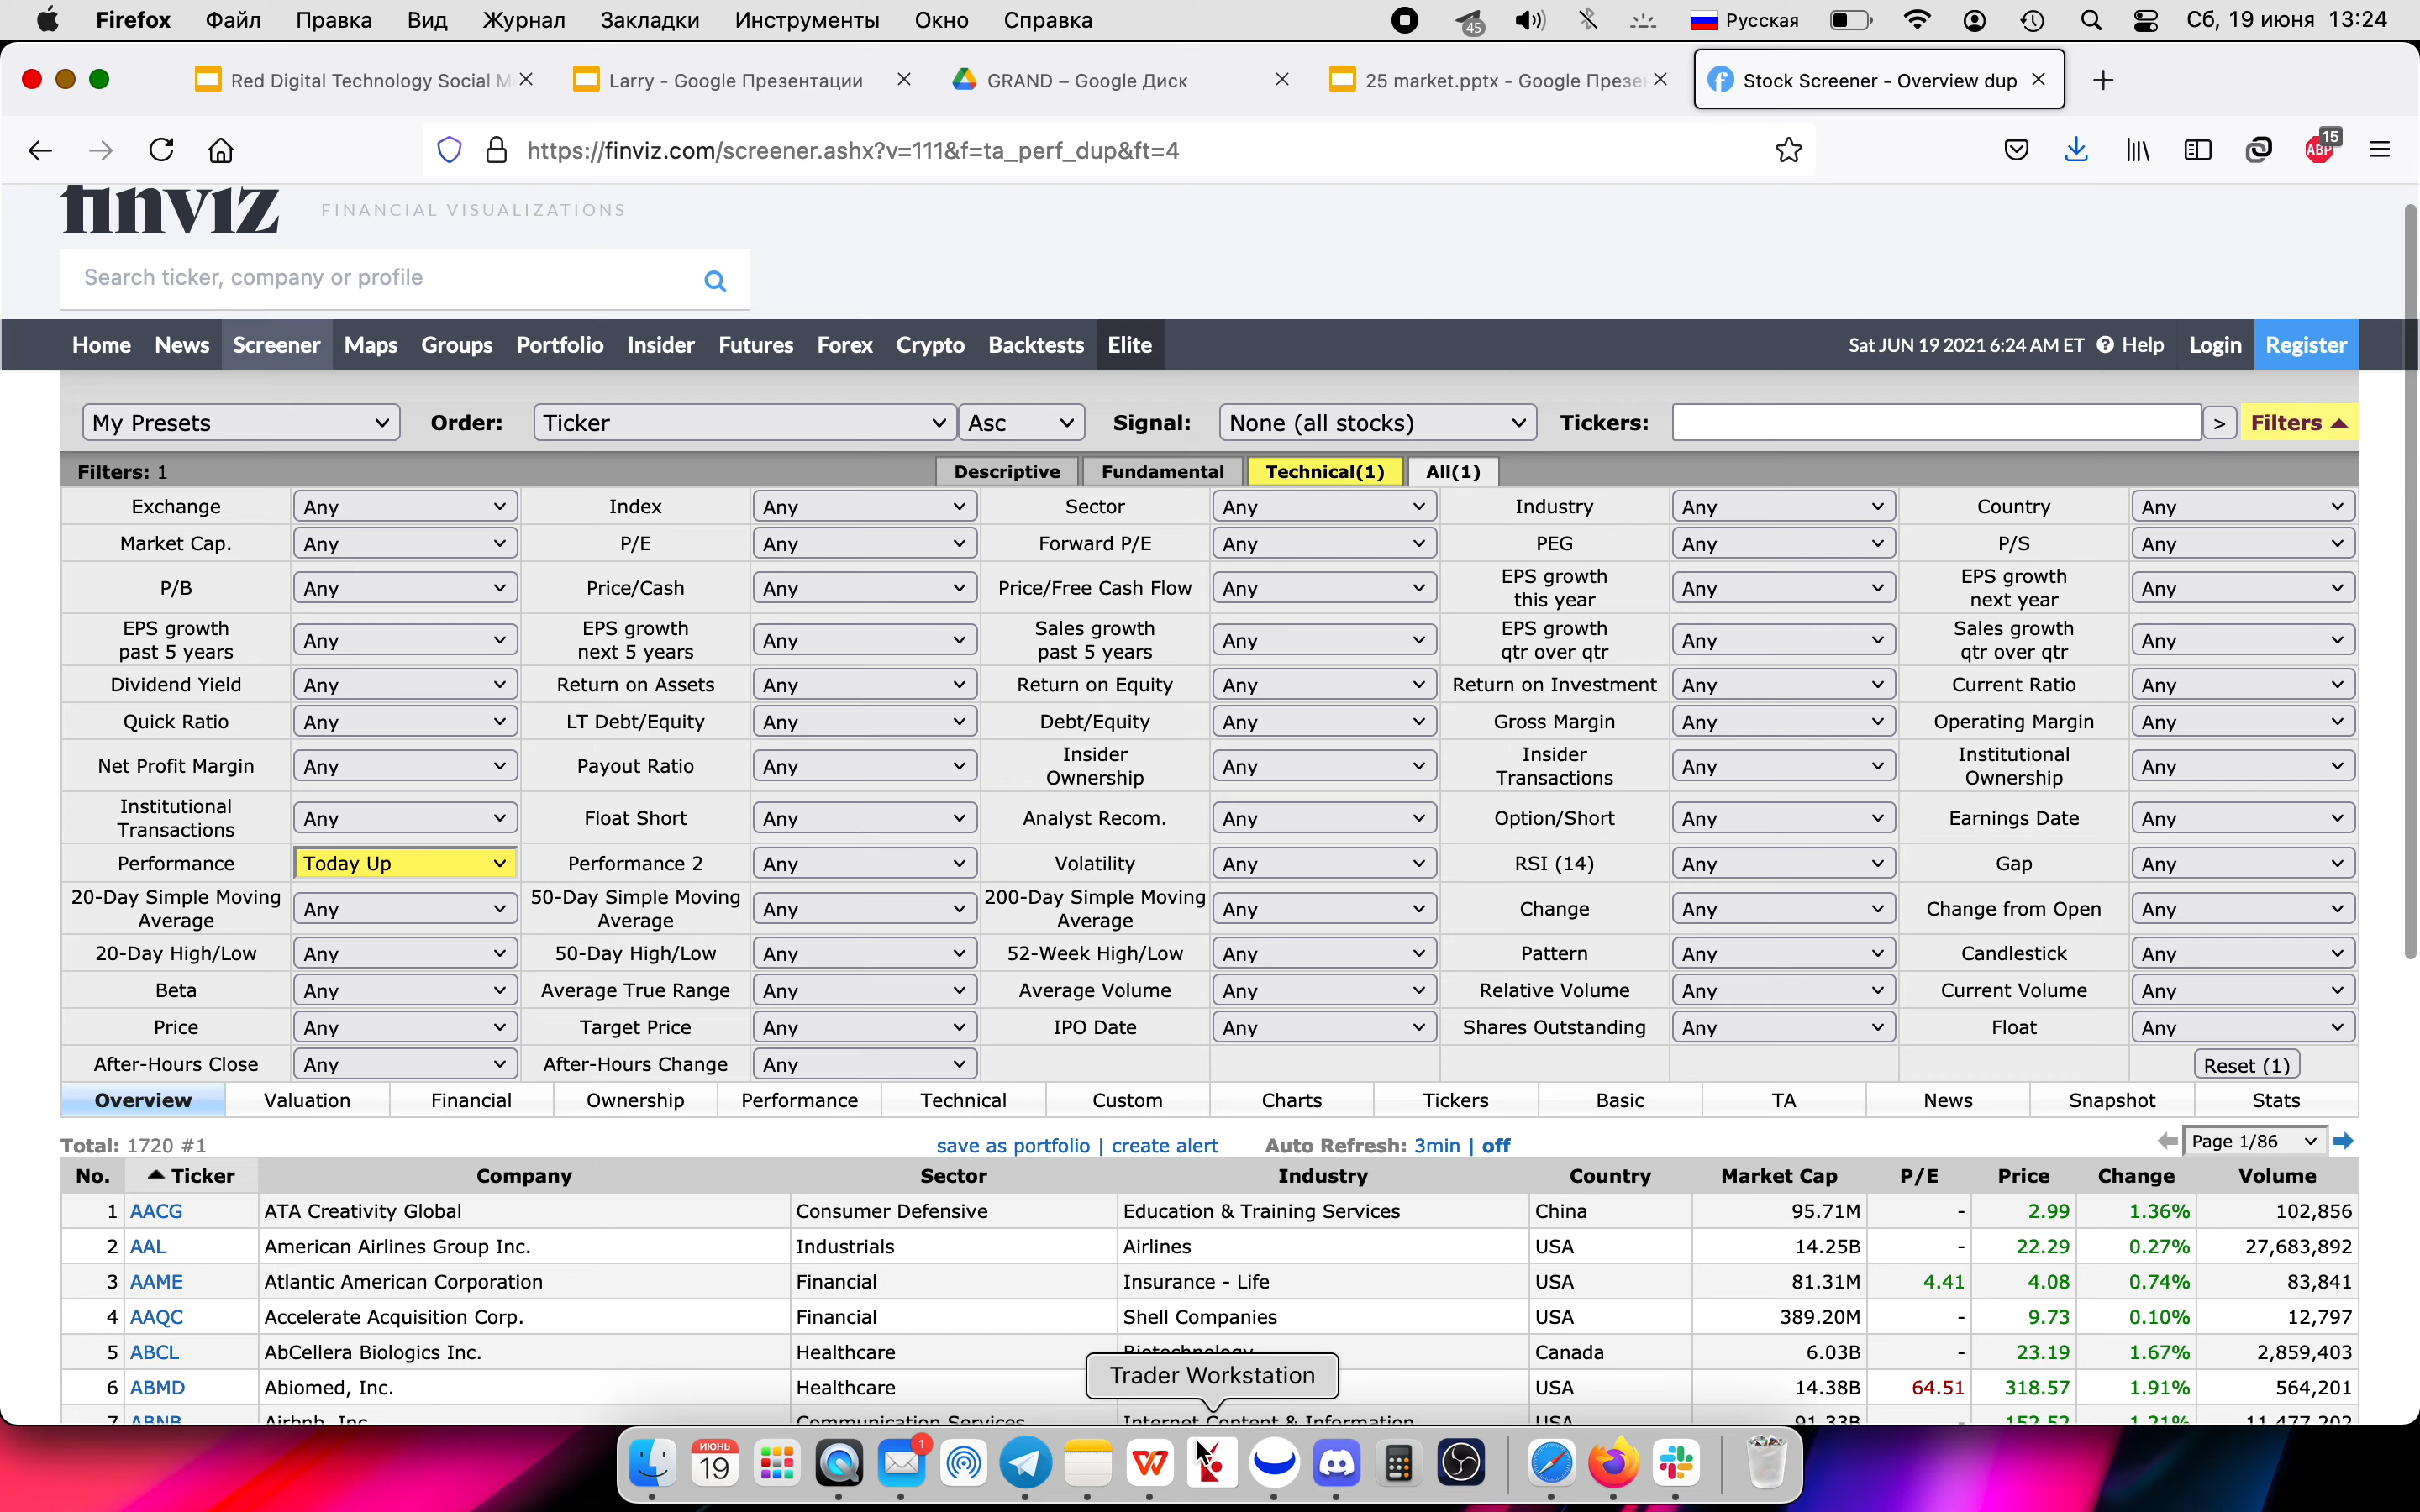 Firefox Файл Правка Вид Журнал Закладки Инструменты Окно Справка 45 Русская Сб, 19 июня 13:24
Red Digital Technology Social M Larry - Google Презентации GRAND – Google Диск 25 market.pptx - Google Презе Stock Screener - Overview dup
https://finviz.com/screener.ashx?v=111&f=ta_perf_dup&ft=4 ABP 15
finviz FINANCIAL VISUALIZATIONS
Search ticker, company or profile
Home News Screener Maps Groups Portfolio Insider Futures Forex Crypto Backtests Elite Sat JUN 19 2021 6:24 AM ET Help Login Register
My Presets Order: Ticker Asc Signal: None (all stocks) Tickers: > Filters
Filters: 1 Descriptive Fundamental Technical(1) All(1)
Exchange Any Index Any Sector Any Industry Any Country Any
Market Cap. Any P/E Any Forward P/E Any PEG Any P/S Any
P/B Any Price/Cash Any Price/Free Cash Flow Any EPS growth this year Any EPS growth next year Any
EPS growth past 5 years Any EPS growth next 5 years Any Sales growth past 5 years Any EPS growth qtr over qtr Any Sales growth qtr over qtr Any
Dividend Yield Any Return on Assets Any Return on Equity Any Return on Investment Any Current Ratio Any
Quick Ratio Any LT Debt/Equity Any Debt/Equity Any Gross Margin Any Operating Margin Any
Net Profit Margin Any Payout Ratio Any Insider Ownership Any Insider Transactions Any Institutional Ownership Any
Institutional Transactions Any Float Short Any Analyst Recom. Any Option/Short Any Earnings Date Any
Performance Today Up Performance 2 Any Volatility Any RSI (14) Any Gap Any
20-Day Simple Moving Average Any 50-Day Simple Moving Average Any 200-Day Simple Moving Average Any Change Any Change from Open Any
20-Day High/Low Any 50-Day High/Low Any 52-Week High/Low Any Pattern Any Candlestick Any
Beta Any Average True Range Any Average Volume Any Relative Volume Any Current Volume Any
Price Any Target Price Any IPO Date Any Shares Outstanding Any Float Any
After-Hours Close Any After-Hours Change Any Reset (1)
Overview Valuation Financial Ownership Performance Technical Custom Charts Tickers Basic TA News Snapshot Stats
Total: 1720 #1 save as portfolio | create alert Auto Refresh: 3min | off Page 1/86
No. Ticker Company Sector Industry Country Market Cap P/E Price Change Volume
1 AACG ATA Creativity Global Consumer Defensive Education & Training Services China 95.71M - 2.99 1.36% 102,856
2 AAL American Airlines Group Inc. Industrials Airlines USA 14.25B - 22.29 0.27% 27,683,892
3 AAME Atlantic American Corporation Financial Insurance - Life USA 81.31M 4.41 4.08 0.74% 83,841
4 AAQC Accelerate Acquisition Corp. Financial Shell Companies USA 389.20M - 9.73 0.10% 12,797
5 ABCL AbCellera Biologics Inc. Healthcare Biotechnology Canada 6.03B - 23.19 1.67% 2,859,403
6 ABMD Abiomed, Inc. Healthcare USA 14.38B 64.51 318.57 1.91% 564,201
7 ABNB Airbnb, Inc. Communication Services Internet Content & Information USA 91.33B - 152.52 1.21% 11,477,202
Trader Workstation
ИЮНЬ
19
1